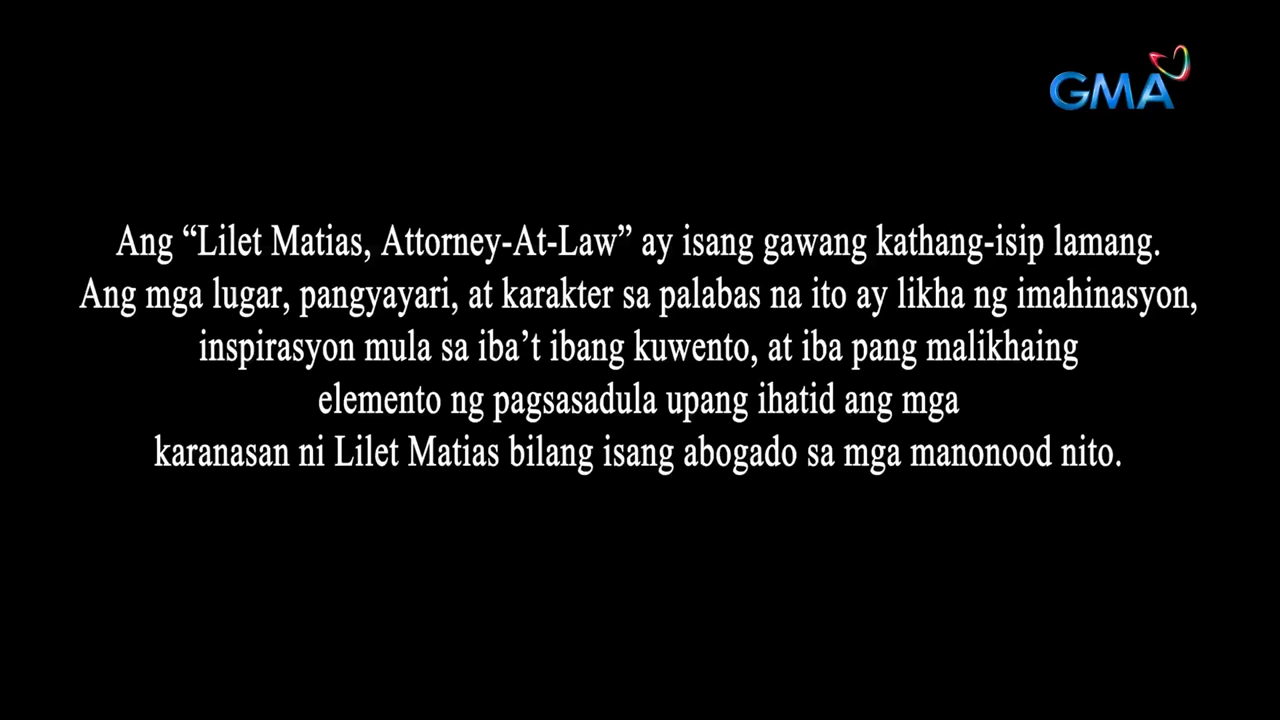 GMA
Ang “Lilet Matias, Attorney-At-Law” ay isang gawang kathang-isip lamang.
Ang mga lugar, pangyayari, at karakter sa palabas na ito ay likha ng imahinasyon,
inspirasyon mula sa iba’t ibang kuwento, at iba pang malikhaing
elemento ng pagsasadula upang ihatid ang mga
karanasan ni Lilet Matias bilang isang abogado sa mga manonood nito.